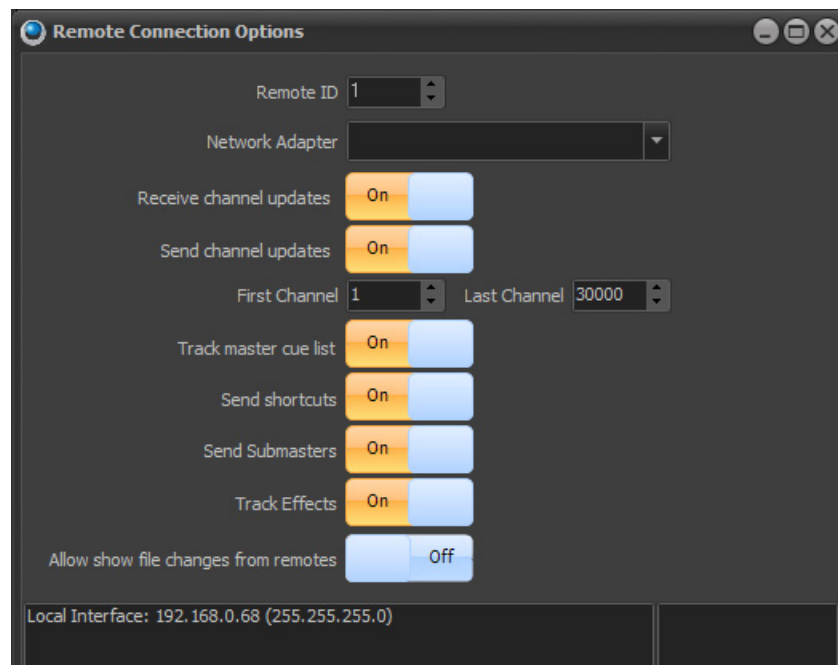 Remote Connection Options
Remote ID 1
Network Adapter
Receive channel updates On
Send channel updates On
First Channel 1 Last Channel 30000
Track master cue list On
Send shortcuts On
Send Submasters On
Track Effects On
Allow show file changes from remotes Off
Local Interface: 192.168.0.68 (255.255.255.0)